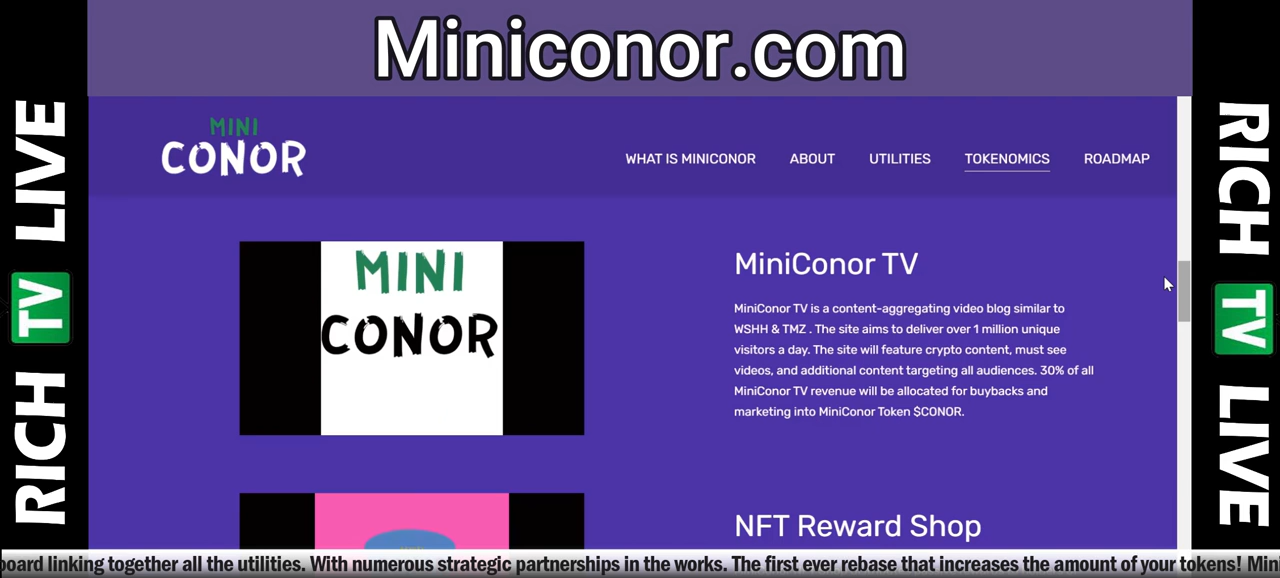 Miniconor.com
RICH TV LIVE
MINI
CONOR
WHAT IS MINICONOR
ABOUT
UTILITIES
TOKENOMICS
ROADMAP
MINI
CONOR
MiniConor TV
MiniConor TV is a content-aggregating video blog similar to
WSHH & TMZ . The site aims to deliver over 1 million unique
visitors a day. The site will feature crypto content, must see
videos, and additional content targeting all audiences. 30% of all
MiniConor TV revenue will be allocated for buybacks and
marketing into MiniConor Token $CONOR.
NFT Reward Shop
RICH TV LIVE
board linking together all the utilities. With numerous strategic partnerships in the works. The first ever rebase that increases the amount of your tokens! Mini